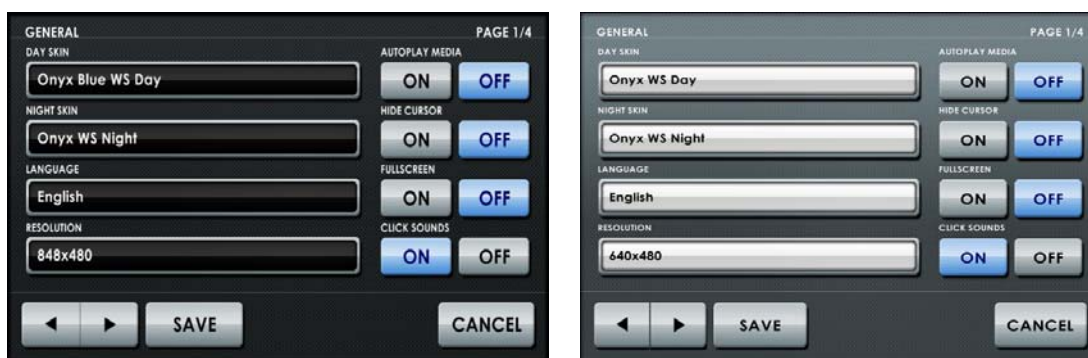 GENERAL PAGE 1/4
DAY SKIN AUTOPLAY MEDIA
Onyx Blue WS Day ON OFF
NIGHT SKIN HIDE CURSOR
Onyx WS Night ON OFF
LANGUAGE FULLSCREEN
English ON OFF
RESOLUTION CLICK SOUNDS
848x480 ON OFF
SAVE CANCEL
GENERAL PAGE 1/4
DAY SKIN AUTOPLAY MEDIA
Onyx WS Day ON OFF
NIGHT SKIN HIDE CURSOR
Onyx WS Night ON OFF
LANGUAGE FULLSCREEN
English ON OFF
RESOLUTION CLICK SOUNDS
640x480 ON OFF
SAVE CANCEL